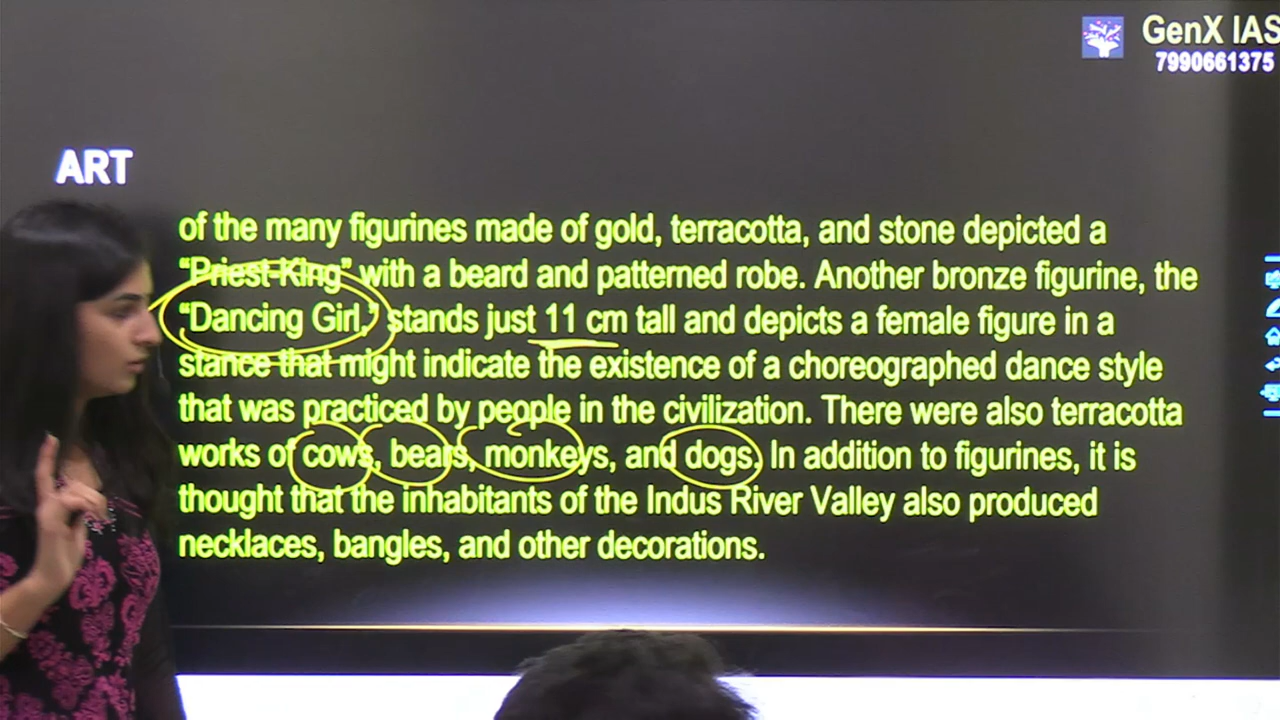 GenX IAS
7990661375
ART
of the many figurines made of gold, terracotta, and stone depicted a
“Priest-King” with a beard and patterned robe. Another bronze figurine, the
“Dancing Girl,” stands just 11 cm tall and depicts a female figure in a
stance that might indicate the existence of a choreographed dance style
that was practiced by people in the civilization. There were also terracotta
works of cows, bears, monkeys, and dogs. In addition to figurines, it is
thought that the inhabitants of the Indus River Valley also produced
necklaces, bangles, and other decorations.